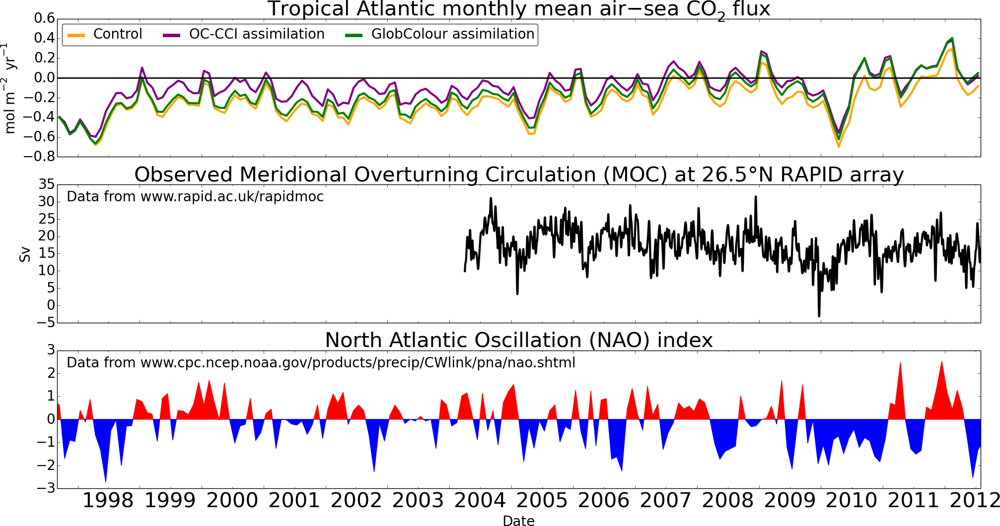 Tropical Atlantic monthly mean air−sea CO₂ flux
0.6
0.4
0.2
0.0
−0.2
−0.4
−0.6
−0.8
mol m⁻² yr⁻¹
Control OC-CCI assimilation GlobColour assimilation
Observed Meridional Overturning Circulation (MOC) at 26.5°N RAPID array
35
30
25
20
15
10
5
0
−5
Sv
Data from www.rapid.ac.uk/rapidmoc
North Atlantic Oscillation (NAO) index
3
2
1
0
−1
−2
−3
Data from www.cpc.ncep.noaa.gov/products/precip/CWlink/pna/nao.shtml
1998 1999 2000 2001 2002 2003 2004 2005 2006 2007 2008 2009 2010 2011 2012
Date